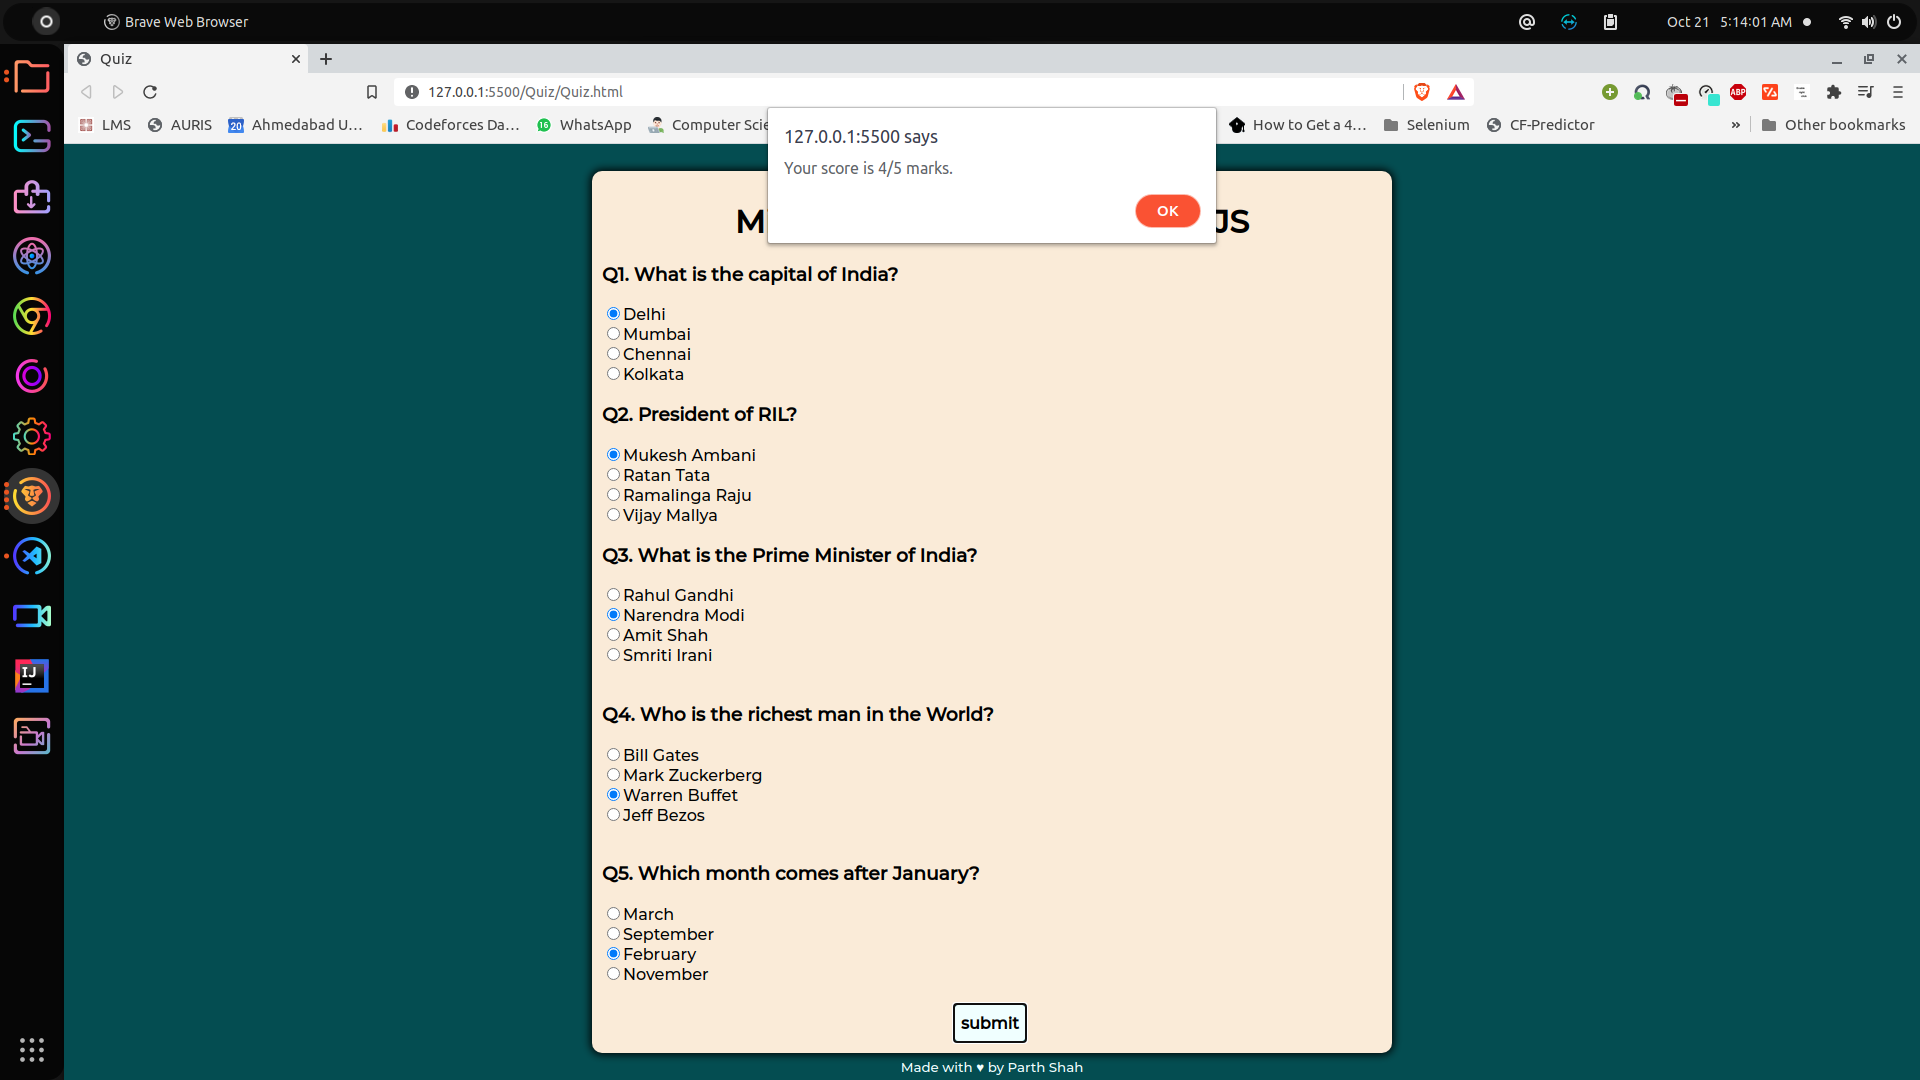 Brave Web Browser
Oct 21 5:14:01 AM
Quiz
127.0.0.1:5500/Quiz/Quiz.html
ABP
LMS
AURIS
20
Ahmedabad U...
Codeforces Da...
16
WhatsApp
Computer Scie
How to Get a 4...
Selenium
CF-Predictor
»
Other bookmarks
127.0.0.1:5500 says
Your score is 4/5 marks.
OK
M
JS
Q1. What is the capital of India?
Delhi
Mumbai
Chennai
Kolkata
Q2. President of RIL?
Mukesh Ambani
Ratan Tata
Ramalinga Raju
Vijay Mallya
Q3. What is the Prime Minister of India?
Rahul Gandhi
Narendra Modi
Amit Shah
Smriti Irani
Q4. Who is the richest man in the World?
Bill Gates
Mark Zuckerberg
Warren Buffet
Jeff Bezos
Q5. Which month comes after January?
March
September
February
November
submit
Made with ♥ by Parth Shah
IJ